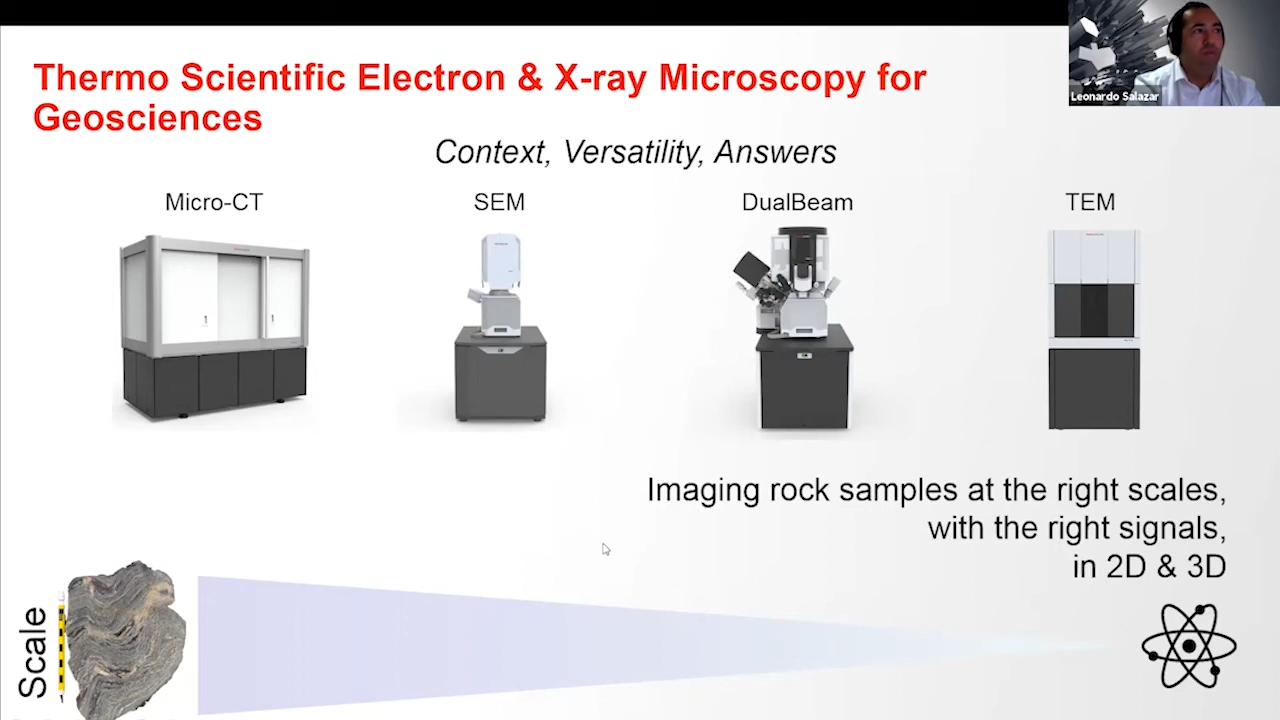 Thermo Scientific Electron & X-ray Microscopy for
Geosciences
Leonardo Salazar
Context, Versatility, Answers
Micro-CT
SEM
DualBeam
TEM
Imaging rock samples at the right scales,
with the right signals,
in 2D & 3D
Scale